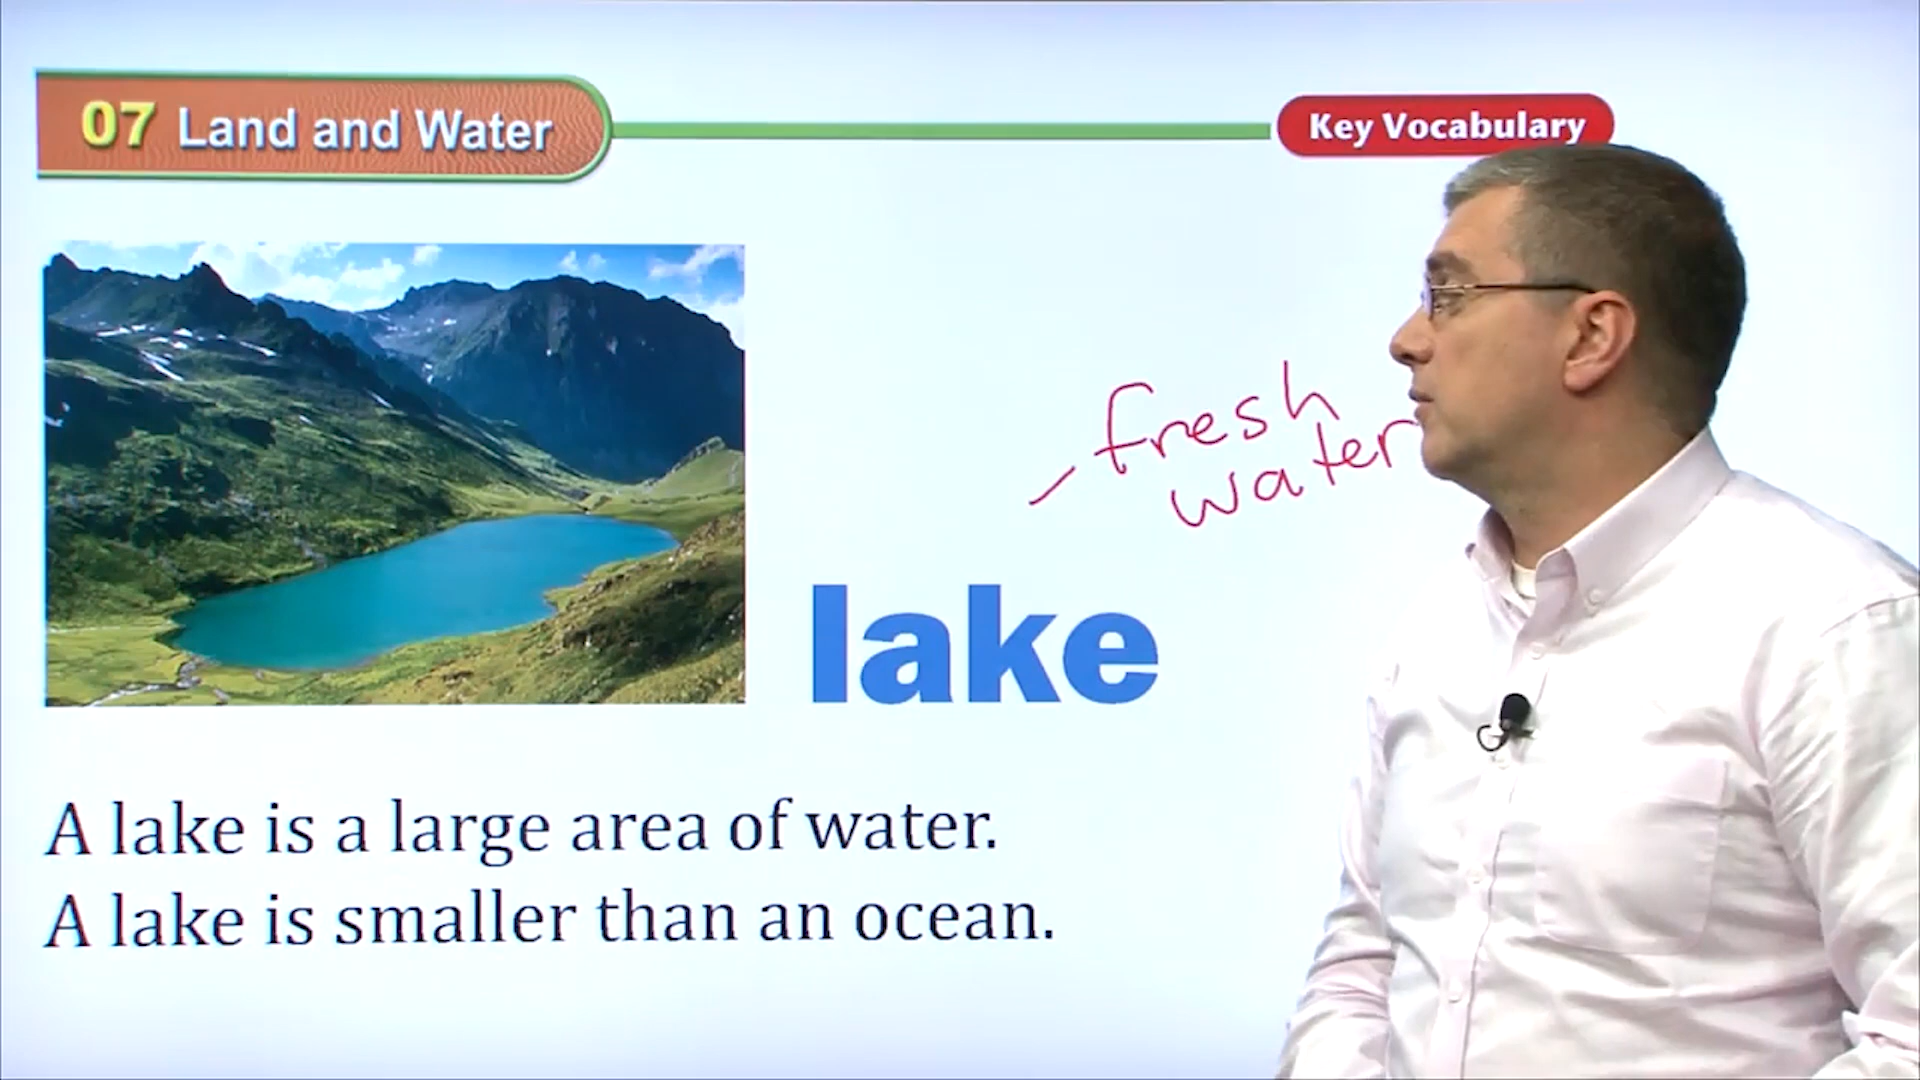 07 Land and Water
Key Vocabulary
- fresh
water
lake
A lake is a large area of water.
A lake is smaller than an ocean.